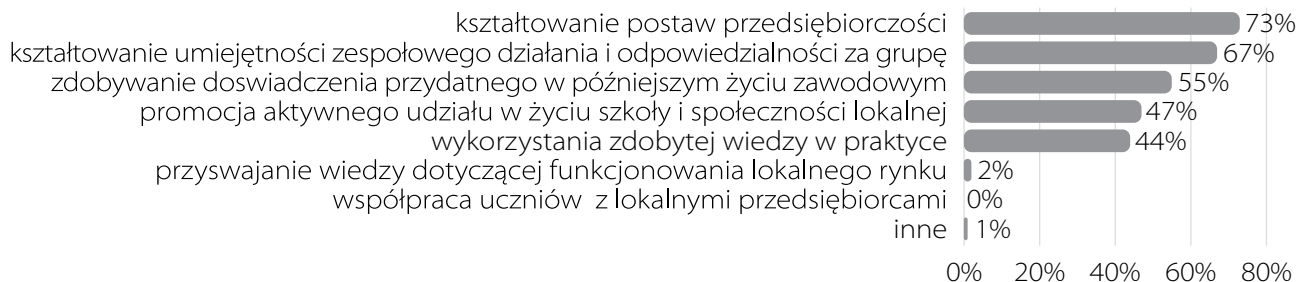 kształtowanie postaw przedsiębiorczości 73%
kształtowanie umiejętności zespołowego działania i odpowiedzialności za grupę 67%
zdobywanie doswiadczenia przydatnego w późniejszym życiu zawodowym 55%
promocja aktywnego udziału w życiu szkoły i społeczności lokalnej 47%
wykorzystania zdobytej wiedzy w praktyce 44%
przyswajanie wiedzy dotyczącej funkcjonowania lokalnego rynku 2%
współpraca uczniów z lokalnymi przedsiębiorcami 0%
inne 1%
0% 20% 40% 60% 80%